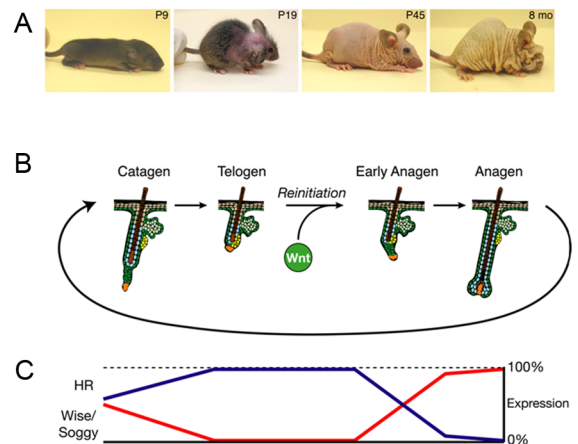 A
P9
P19
P45
8 mo
B
Catagen
Telogen
Reinitiation
Early Anagen
Anagen
Wnt
C
HR
Wise/
Soggy
100%
Expression
0%